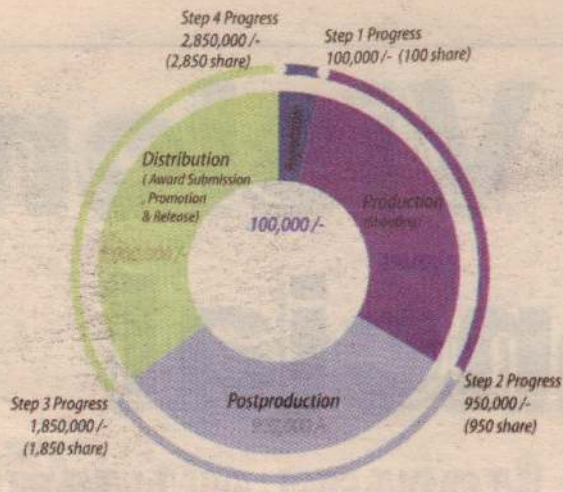 Step 4 Progress
2,850,000 /-
(2,850 share)
Step 1 Progress
100,000 /- (100 share)
Distribution
( Award Submission
, Promotion
& Release)
Production
(Shooting)
100,000 /-
Postproduction
Step 2 Progress
950,000 /-
(950 share)
Step 3 Progress
1,850,000 /-
(1,850 share)